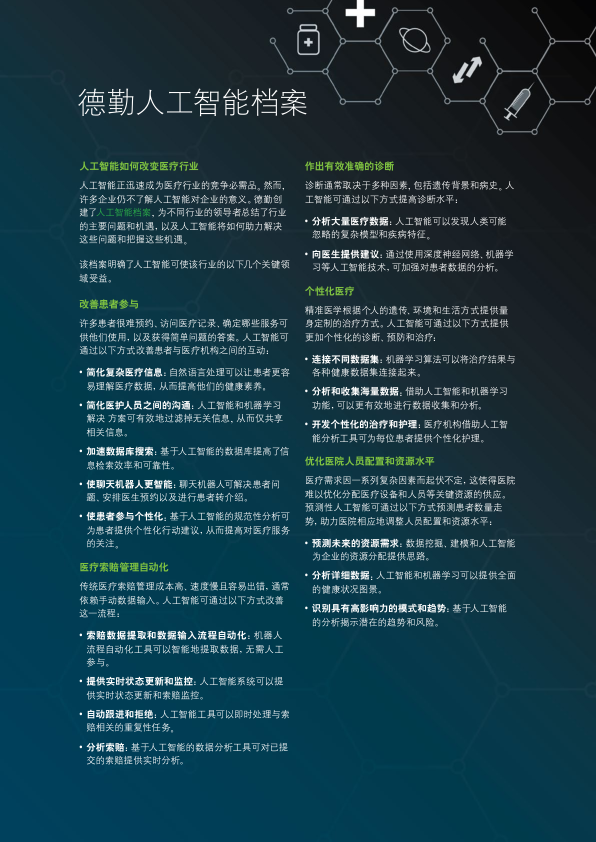 德勤人工智能档案
人工智能如何改变医疗行业
人工智能正迅速成为医疗行业的竞争必需品。然而，
许多企业仍不了解人工智能对企业的意义。德勤创
建了人工智能档案，为不同行业的领导者总结了行业
的主要问题和机遇，以及人工智能将如何助力解决
这些问题和把握这些机遇。
该档案明确了人工智能可使该行业的以下几个关键领
域受益。
改善患者参与
许多患者很难预约、访问医疗记录、确定哪些服务可
供他们使用，以及获得简单问题的答案。人工智能可
通过以下方式改善患者与医疗机构之间的互动：
• 简化复杂医疗信息：自然语言处理可以让患者更容
易理解医疗数据，从而提高他们的健康素养。
• 简化医护人员之间的沟通：人工智能和机器学习
解决 方案可有效地过滤掉无关信息，从而仅共享
相关信息。
• 加速数据库搜索：基于人工智能的数据库提高了信
息检索效率和可靠性。
• 使聊天机器人更智能：聊天机器人可解决患者问
题、安排医生预约以及进行患者转介绍。
• 使患者参与个性化：基于人工智能的规范性分析可
为患者提供个性化行动建议，从而提高对医疗服务
的关注。
医疗索赔管理自动化
传统医疗索赔管理成本高、速度慢且容易出错，通常
依赖手动数据输入。人工智能可通过以下方式改善
这一流程：
• 索赔数据提取和数据输入流程自动化：机器人
流程自动化工具可以智能地提取数据，无需人工
参与。
• 提供实时状态更新和监控：人工智能系统可以提
供实时状态更新和索赔监控。
• 自动跟进和拒绝：人工智能工具可以即时处理与索
赔相关的重复性任务。
• 分析索赔：基于人工智能的数据分析工具可对已提
交的索赔提供实时分析。
作出有效准确的诊断
诊断通常取决于多种因素，包括遗传背景和病史。人
工智能可通过以下方式提高诊断水平：
• 分析大量医疗数据：人工智能可以发现人类可能
忽略的复杂模型和疾病特征。
• 向医生提供建议：通过使用深度神经网络、机器学
习等人工智能技术，可加强对患者数据的分析。
个性化医疗
精准医学根据个人的遗传、环境和生活方式提供量
身定制的治疗方式。人工智能可通过以下方式提供
更加个性化的诊断、预防和治疗：
• 连接不同数据集：机器学习算法可以将治疗结果与
各种健康数据集连接起来。
• 分析和收集海量数据：借助人工智能和机器学习
功能，可以更有效地进行数据收集和分析。
• 开发个性化的治疗和护理：医疗机构借助人工智
能分析工具可为每位患者提供个性化护理。
优化医院人员配置和资源水平
医疗需求因一系列复杂因素而起伏不定，这使得医院
难以优化分配医疗设备和人员等关键资源的供应。
预测性人工智能可通过以下方式预测患者数量走
势，助力医院相应地调整人员配置和资源水平：
• 预测未来的资源需求：数据挖掘、建模和人工智能
为企业的资源分配提供思路。
• 分析详细数据：人工智能和机器学习可以提供全面
的健康状况图景。
• 识别具有高影响力的模式和趋势：基于人工智能
的分析揭示潜在的趋势和风险。